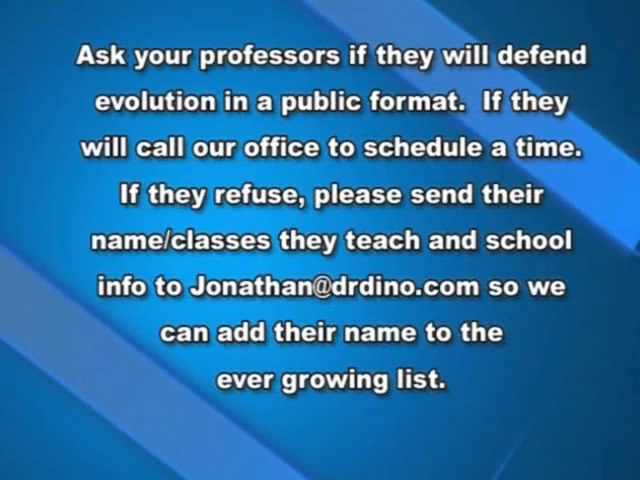 Ask your professors if they will defend
evolution in a public format.  If they
will call our office to schedule a time.
If they refuse, please send their
name/classes they teach and school
info to Jonathan@drdino.com so we
can add their name to the
ever growing list.